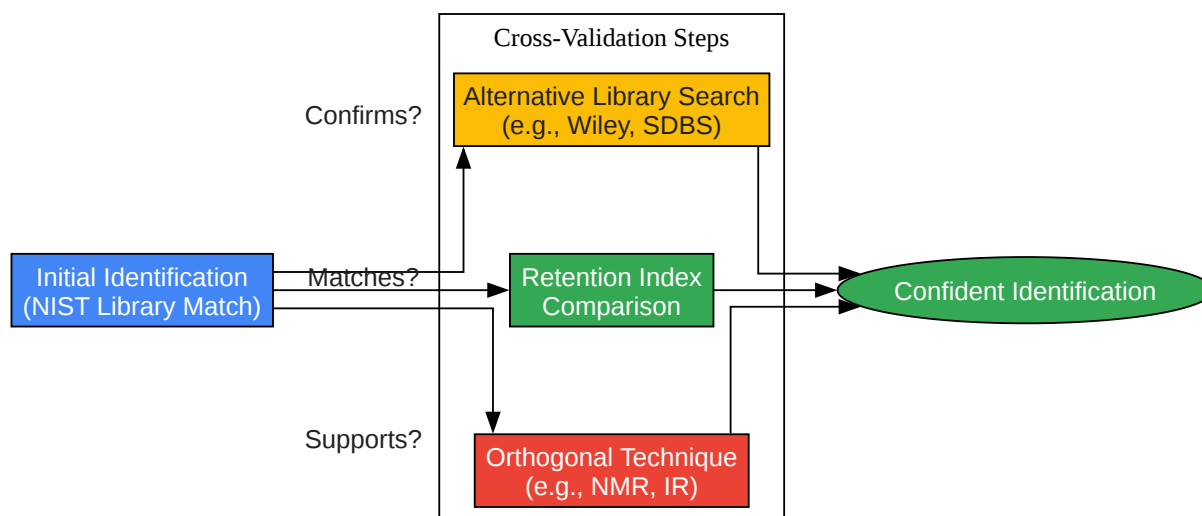 Cross-Validation Steps
Confirms?
Alternative Library Search
(e.g., Wiley, SDBS)
Initial Identification
(NIST Library Match)
Matches?
Retention Index
Comparison
Confident Identification
Supports?
Orthogonal Technique
(e.g., NMR, IR)